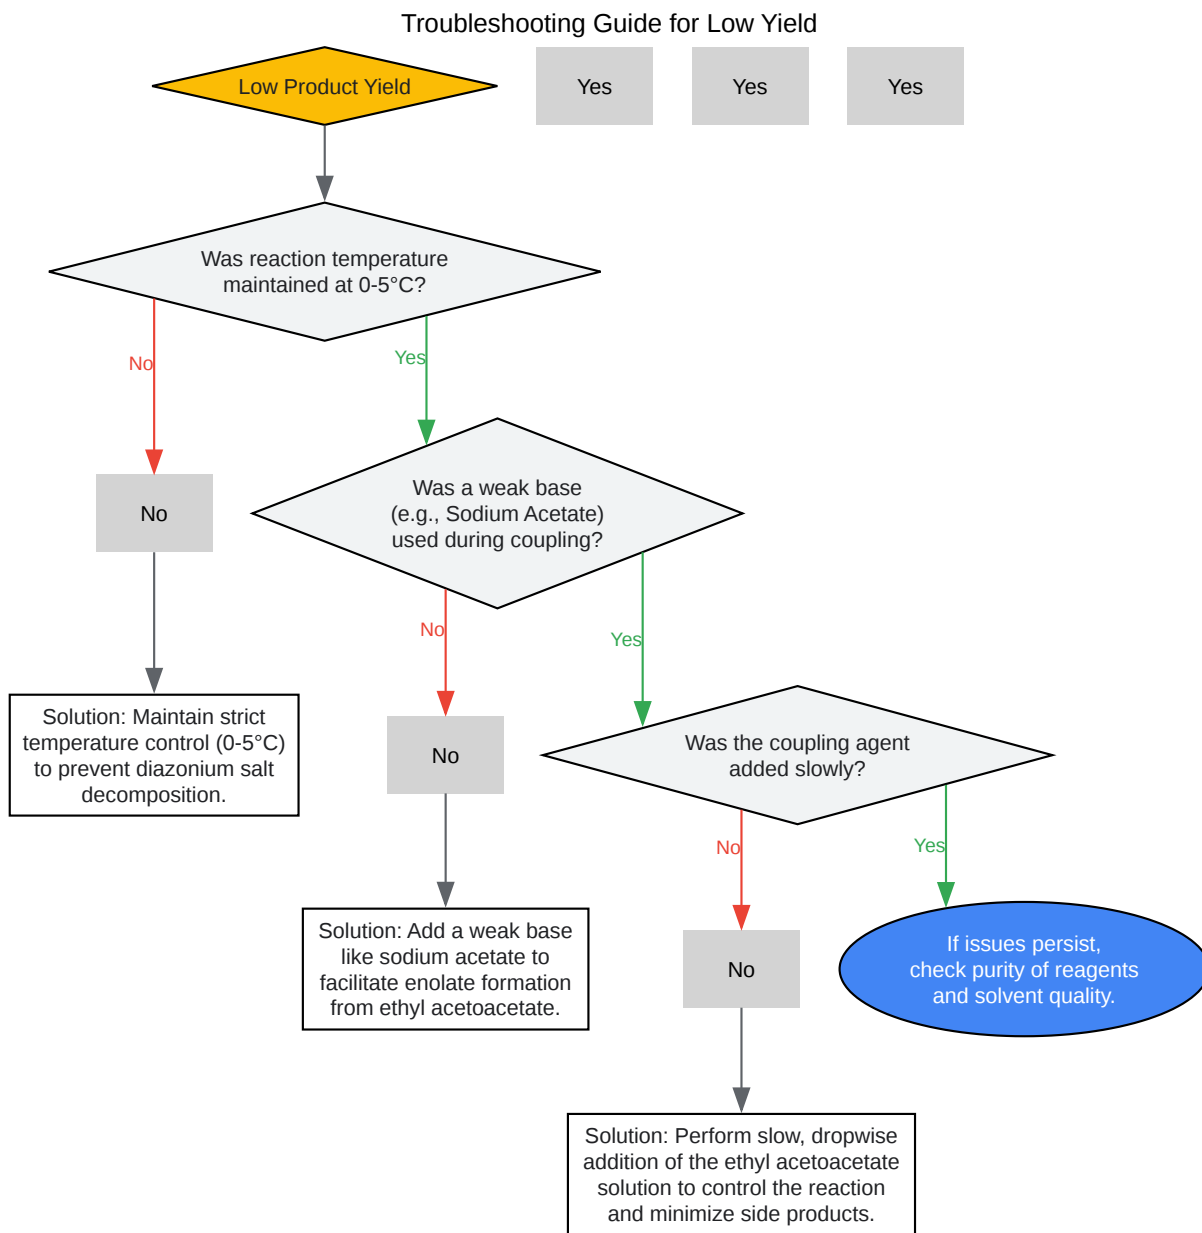 Troubleshooting Guide for Low Yield
Low Product Yield
Yes
Yes
Yes
Was reaction temperature
maintained at 0-5°C?
No
Yes
No
Was a weak base
(e.g., Sodium Acetate)
used during coupling?
No
Yes
Solution: Maintain strict
temperature control (0-5°C)
to prevent diazonium salt
decomposition.
No
Was the coupling agent
added slowly?
No
Yes
Solution: Add a weak base
like sodium acetate to
facilitate enolate formation
from ethyl acetoacetate.
No
If issues persist,
check purity of reagents
and solvent quality.
Solution: Perform slow, dropwise
addition of the ethyl acetoacetate
solution to control the reaction
and minimize side products.